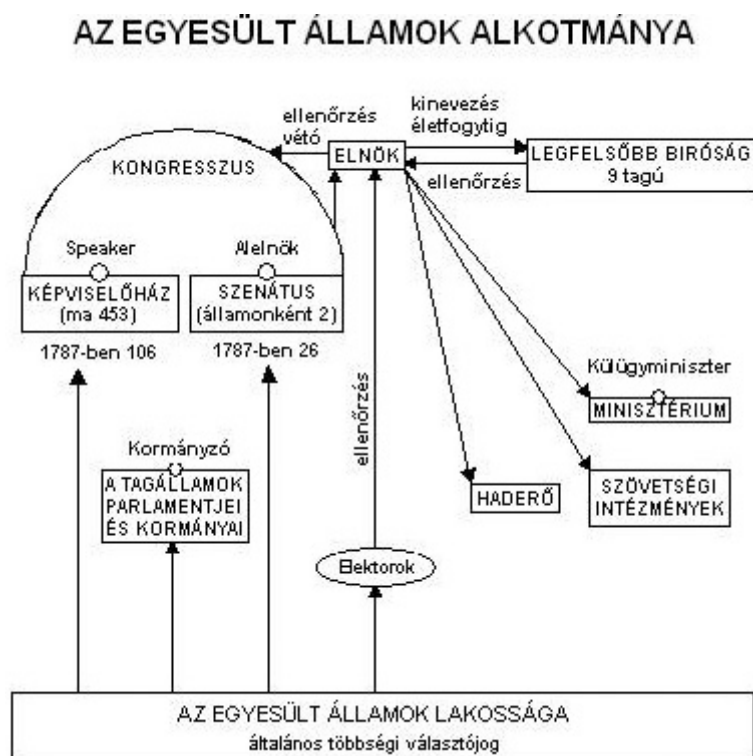 AZ EGYESÜLT ÁLLAMOK ALKOTMÁNYA
ellenőrzés
vétó
kinevezés
életfogytig
KONGRESSZUS
ELNÖK
ellenőrzés
LEGFELSŐBB BIRÓSÁG
9 tagú
Speaker
Alelnök
KÉPVISELŐHÁZ
(ma 453)
SZENÁTUS
(államonként 2)
1787-ben 106
1787-ben 26
ellenőrzés
Külügyminiszter
MINISZTÉRIUM
Kormányzó
A TAGÁLLAMOK
PARLAMENTJEI
ÉS KORMÁNYAI
HADERŐ
SZÖVETSÉGI
INTÉZMÉNYEK
Elektorok
AZ EGYESÜLT ÁLLAMOK LAKOSSÁGA
általános többségi választójog